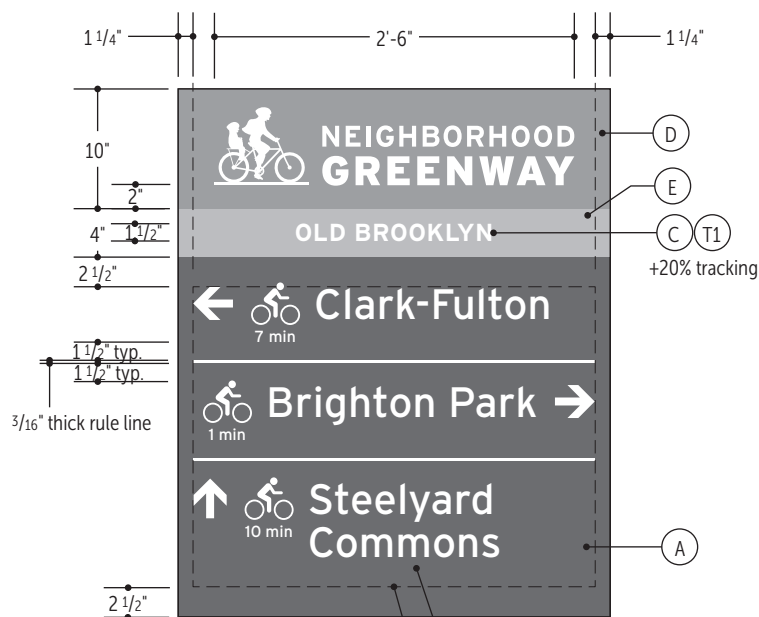 1 1/4" 2'-6" 1 1/4"
10"
NEIGHBORHOOD
GREENWAY
D
2"
E
4"
1 1/2"
OLD BROOKLYN
C T1
+20% tracking
2 1/2"
Clark-Fulton
7 min
1 1/2" typ.
1 1/2" typ.
3/16" thick rule line
Brighton Park
1 min
Steelyard
Commons
10 min
A
2 1/2"